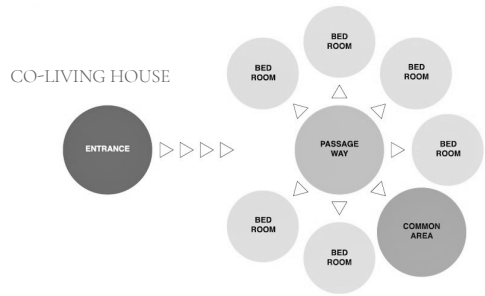 CO-LIVING HOUSE
ENTRANCE
PASSAGE
WAY
BED
ROOM
BED
ROOM
BED
ROOM
BED
ROOM
COMMON
AREA
BED
ROOM
BED
ROOM